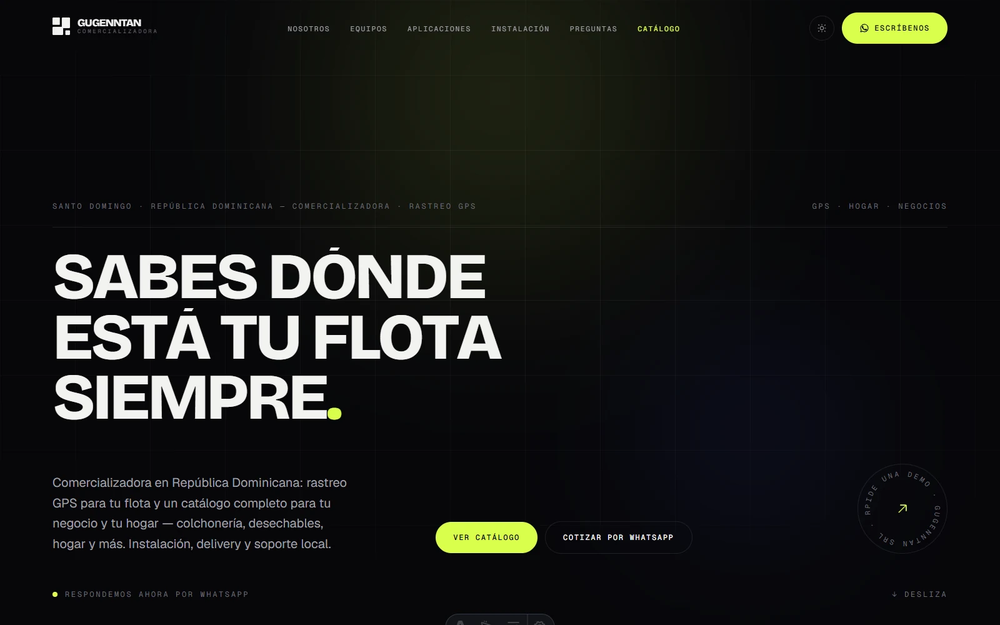 GUGENNTAN
COMERCIALIZADORA
NOSOTROS
EQUIPOS
APLICACIONES
INSTALACIÓN
PREGUNTAS
CATÁLOGO
ESCRÍBENOS
SANTO DOMINGO · REPÚBLICA DOMINICANA — COMERCIALIZADORA · RASTREO GPS
GPS · HOGAR · NEGOCIOS
SABES DÓNDE
ESTÁ TU FLOTA
SIEMPRE.
Comercializadora en República Dominicana: rastreo
GPS para tu flota y un catálogo completo para tu
negocio y tu hogar — colchonería, desechables,
hogar y más. Instalación, delivery y soporte local.
VER CATÁLOGO
COTIZAR POR WHATSAPP
PIDE UNA DEMO · GUGENTAN SRL ·
RESPONDEMOS AHORA POR WHATSAPP
↓ DESLIZA